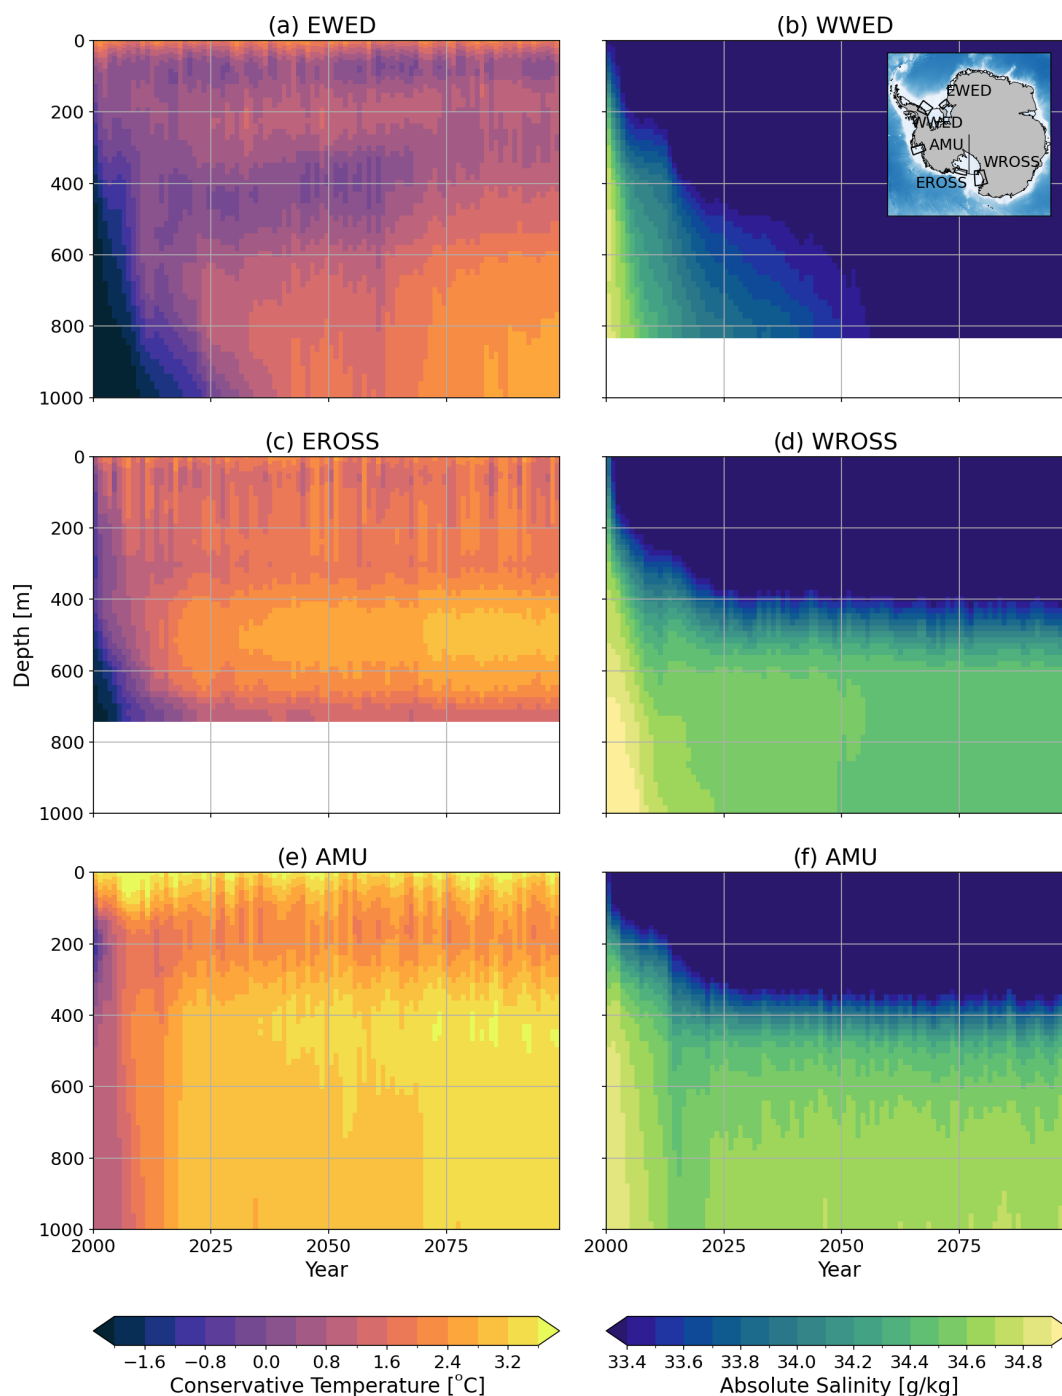 (a) EWED
(b) WWED
0
200
400
600
800
1000
EWED
WWED
AMU
WROSS
EROSS
(c) EROSS
(d) WROSS
0
200
400
600
800
1000
Depth [m]
(e) AMU
(f) AMU
0
200
400
600
800
1000
2000 2025 2050 2075
2000 2025 2050 2075
Year
Year
−1.6 −0.8 0.0 0.8 1.6 2.4 3.2
33.4 33.6 33.8 34.0 34.2 34.4 34.6 34.8
Conservative Temperature [°C]
Absolute Salinity [g/kg]